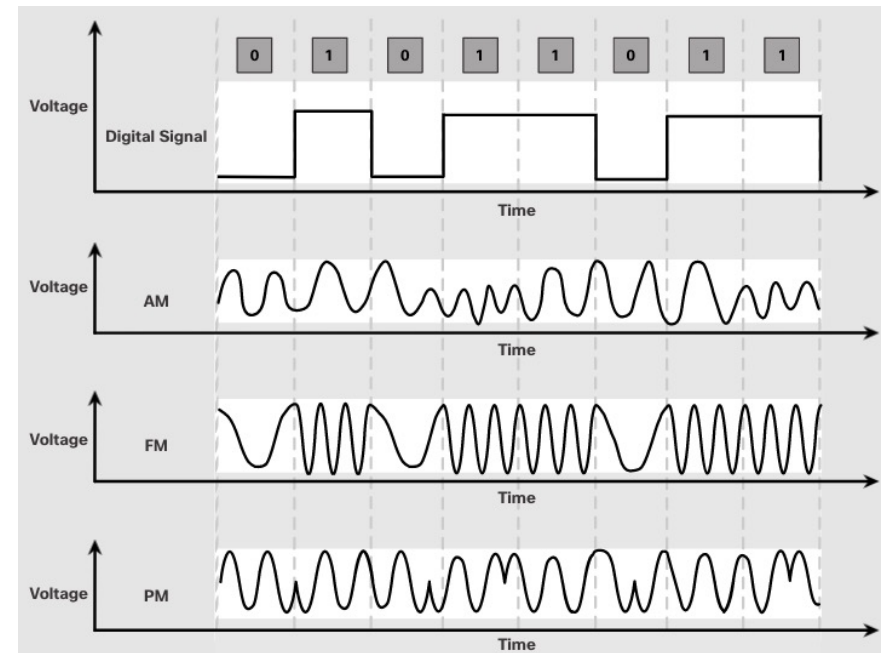 0 1 0 1 1 0 1 1
Voltage
Digital Signal
Time
Voltage
AM
Time
Voltage
FM
Time
Voltage
PM
Time